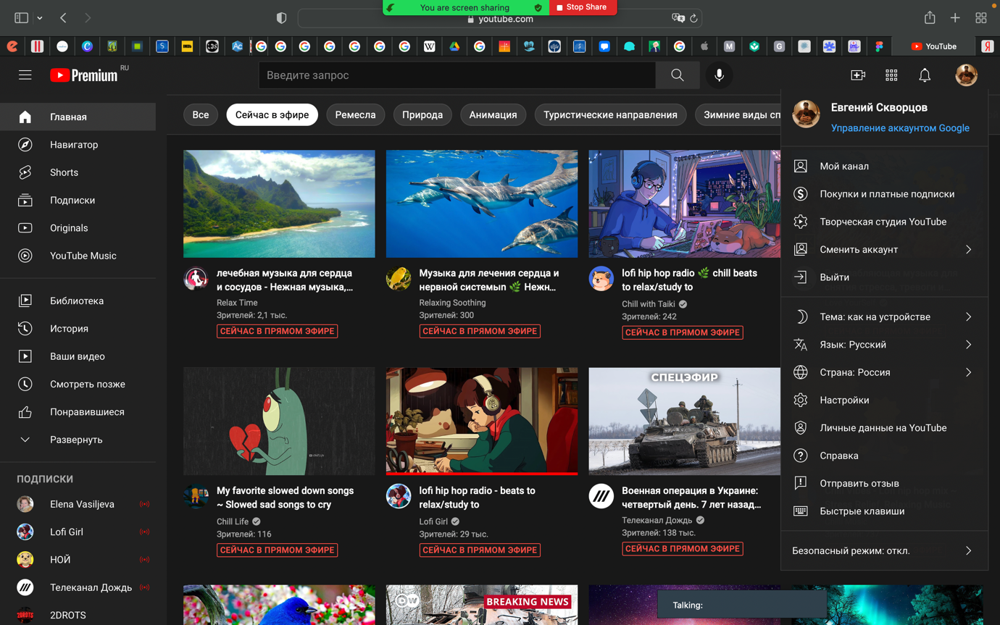 You are screen sharing
Stop Share
youtube.com
YouTube
Premium
RU
Введите запрос
Главная
Навигатор
Shorts
Подписки
Originals
YouTube Music
Библиотека
История
Ваши видео
Смотреть позже
Понравившиеся
Развернуть
ПОДПИСКИ
Elena Vasiljeva
Lofi Girl
НОЙ
Телеканал Дождь
2DROTS
Все
Сейчас в эфире
Ремесла
Природа
Анимация
Туристические направления
Зимние виды сп
лечебная музыка для сердца
и сосудов - Нежная музыка,...
Relax Time
Зрителей: 2,1 тыс.
СЕЙЧАС В ПРЯМОМ ЭФИРЕ
Музыка для лечения сердца и
нервной системып 🌿 Нежн...
Relaxing Soothing
Зрителей: 300
СЕЙЧАС В ПРЯМОМ ЭФИРЕ
lofi hip hop radio 🌿 chill beats
to relax/study to
Chill with Taiki
Зрителей: 242
СЕЙЧАС В ПРЯМОМ ЭФИРЕ
My favorite slowed down songs
~ Slowed sad songs to cry
Chill Life
Зрителей: 116
СЕЙЧАС В ПРЯМОМ ЭФИРЕ
lofi hip hop radio - beats to
relax/study to
Lofi Girl
Зрителей: 29 тыс.
СЕЙЧАС В ПРЯМОМ ЭФИРЕ
СПЕЦЭФИР
Военная операция в Украине:
четвертый день. 7 лет назад...
Телеканал Дождь
Зрителей: 138 тыс.
СЕЙЧАС В ПРЯМОМ ЭФИРЕ
DW
BREAKING NEWS
Евгений Скворцов
Управление аккаунтом Google
Мой канал
Покупки и платные подписки
Творческая студия YouTube
Сменить аккаунт
Выйти
Тема: как на устройстве
Язык: Русский
Страна: Россия
Настройки
Личные данные на YouTube
Справка
Отправить отзыв
Быстрые клавиши
Безопасный режим: откл.
Talking: